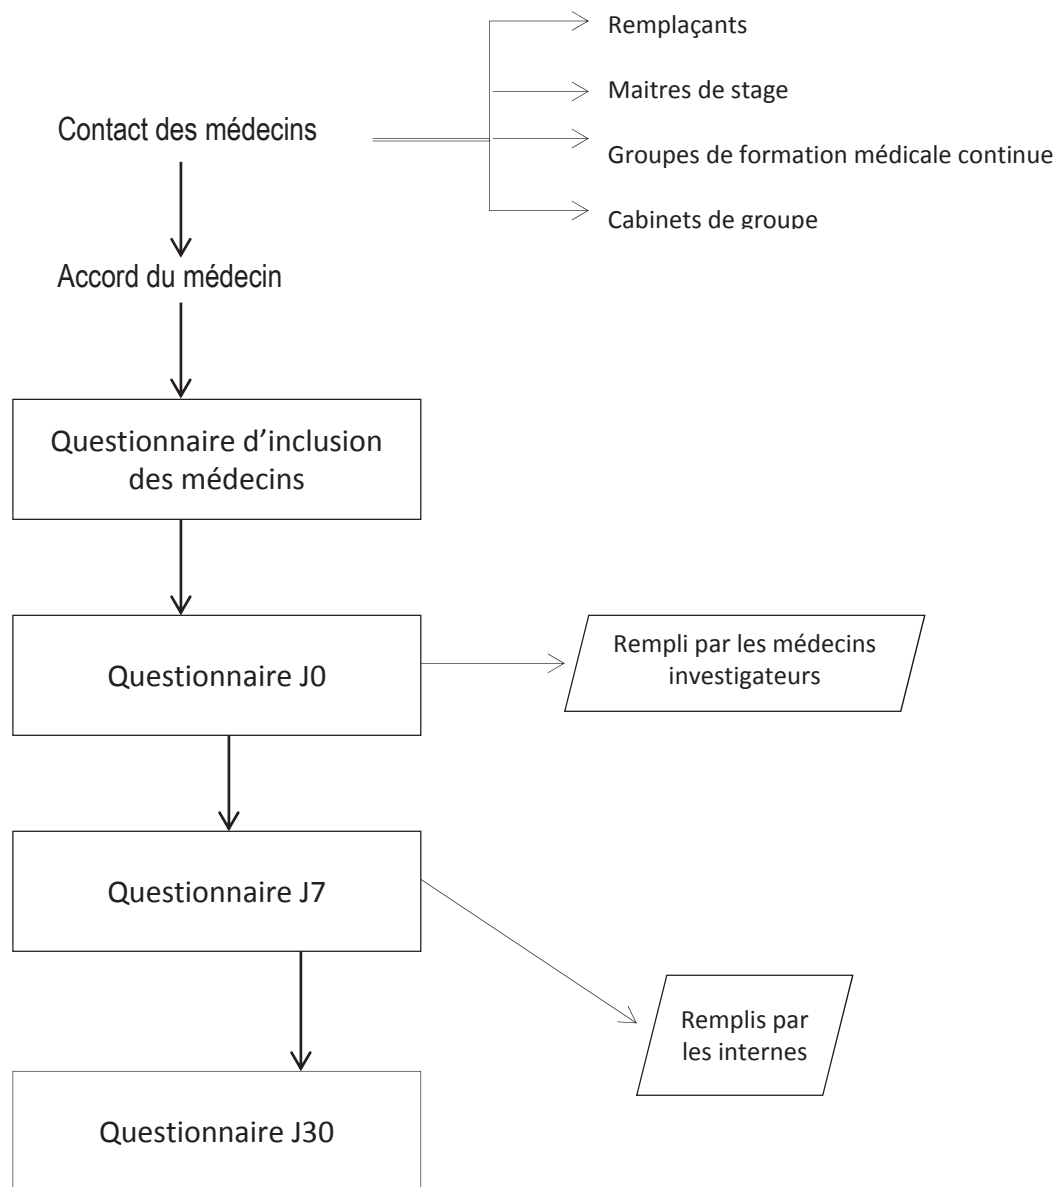 Remplaçants
Maitres de stage
Contact des médecins
Groupes de formation médicale continue
Cabinets de groupe
Accord du médecin
Questionnaire d’inclusion
des médecins
Questionnaire J0
Rempli par les médecins
investigateurs
Questionnaire J7
Remplis par
les internes
Questionnaire J30